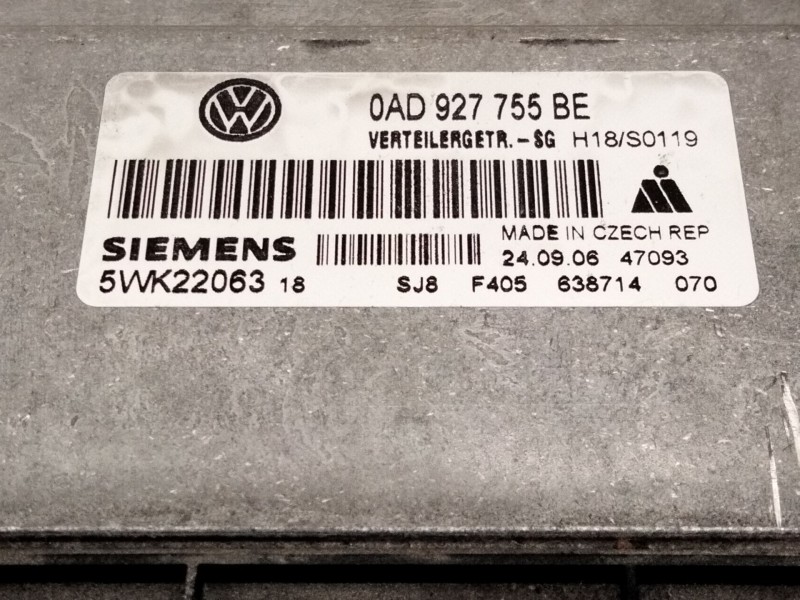 0AD 927 755 BE
VERTEILERGETR.-SG H18/S0119
SIEMENS
MADE IN CZECH REP
24.09.06 47093
5WK22063 18 SJ8 F405 638714 070